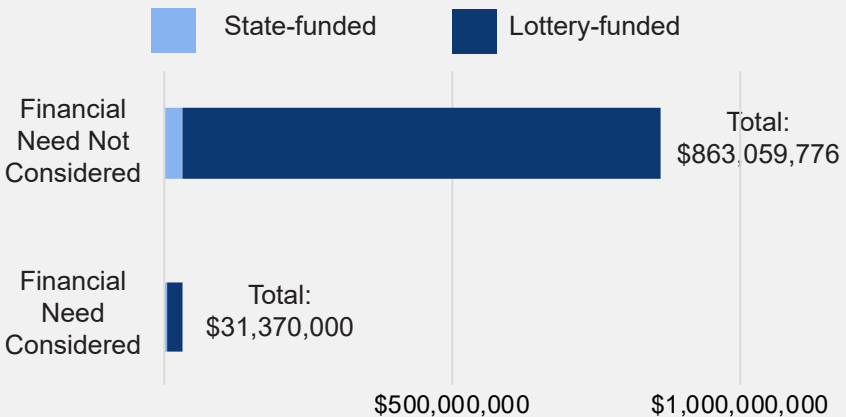 State-funded
Lottery-funded
Financial
Need Not
Considered
Total:
$863,059,776
Financial
Need
Considered
Total:
$31,370,000
$500,000,000
$1,000,000,000